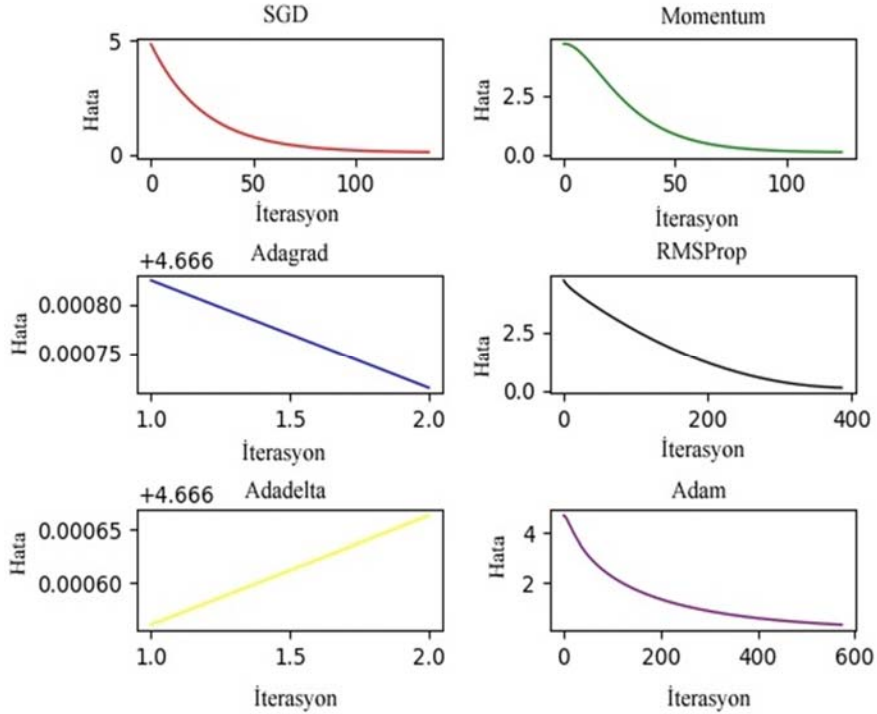 SGD
5
0
Hata
0 50 100
İterasyon
Momentum
2.5
0.0
Hata
0 50 100
İterasyon
Adagrad
+4.666
0.00080
0.00075
Hata
1.0 1.5 2.0
İterasyon
RMSProp
2.5
0.0
Hata
0 200 400
İterasyon
Adadelta
+4.666
0.00065
0.00060
Hata
1.0 1.5 2.0
İterasyon
Adam
4
2
Hata
0 200 400 600
İterasyon